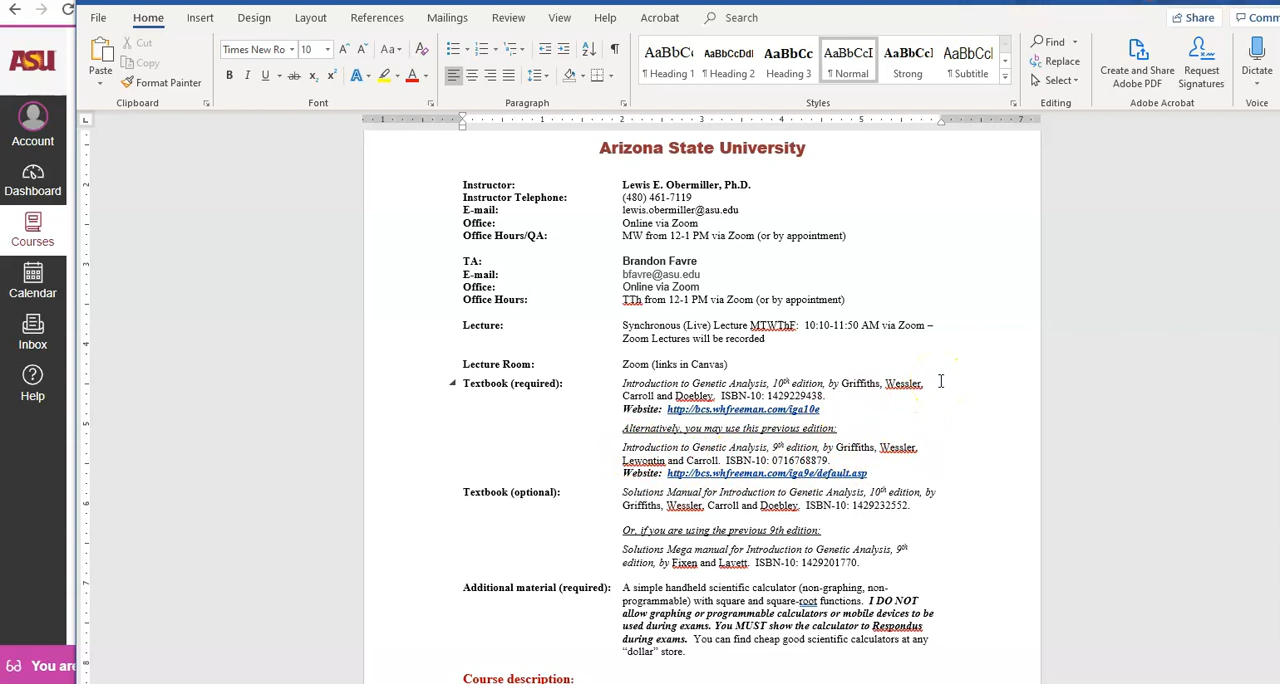 File Home Insert Design Layout References Mailings Review View Help Acrobat Search Share Comm
ASU
Account
Dashboard
Courses
Calendar
Inbox
Help
You are
Paste Cut Copy Format Painter
Times New Ro 10
AaBbCc AaBbCcDdI AaBbCc AaBbCcI AaBbCc AaBbCcD
¶ Heading 1 ¶ Heading 2 Heading 3 ¶ Normal Strong ¶ Subtitle
Find
Replace
Select
Create and Share Adobe PDF
Request Signatures
Dictate
Clipboard Font Paragraph Styles Editing Adobe Acrobat Voice
Arizona State University
Instructor: Lewis E. Obermiller, Ph.D.
Instructor Telephone: (480) 461-7119
E-mail: lewis.obermiller@asu.edu
Office: Online via Zoom
Office Hours/QA: MW from 12-1 PM via Zoom (or by appointment)
TA: Brandon Favre
E-mail: bfavre@asu.edu
Office: Online via Zoom
Office Hours: TTh from 12-1 PM via Zoom (or by appointment)
Lecture: Synchronous (Live) Lecture MTWThF: 10:10-11:50 AM via Zoom –
Zoom Lectures will be recorded
Lecture Room: Zoom (links in Canvas)
Textbook (required): Introduction to Genetic Analysis, 10th edition, by Griffiths, Wessler,
Carroll and Doebley. ISBN-10: 1429229438.
Website: http://bcs.whfreeman.com/iga10e
Alternatively, you may use this previous edition:
Introduction to Genetic Analysis, 9th edition, by Griffiths, Wessler,
Lewontin and Carroll. ISBN-10: 0716768879.
Website: http://bcs.whfreeman.com/iga9e/default.asp
Textbook (optional): Solutions Manual for Introduction to Genetic Analysis, 10th edition, by
Griffiths, Wessler, Carroll and Doebley. ISBN-10: 1429232552.
Or, if you are using the previous 9th edition:
Solutions Mega manual for Introduction to Genetic Analysis, 9th
edition, by Fixen and Lavett. ISBN-10: 1429201770.
Additional material (required): A simple handheld scientific calculator (non-graphing, non-
programmable) with square and square-root functions. I DO NOT
allow graphing or programmable calculators or mobile devices to be
used during exams. You MUST show the calculator to Respondus
during exams. You can find cheap good scientific calculators at any
“dollar” store.
Course description: